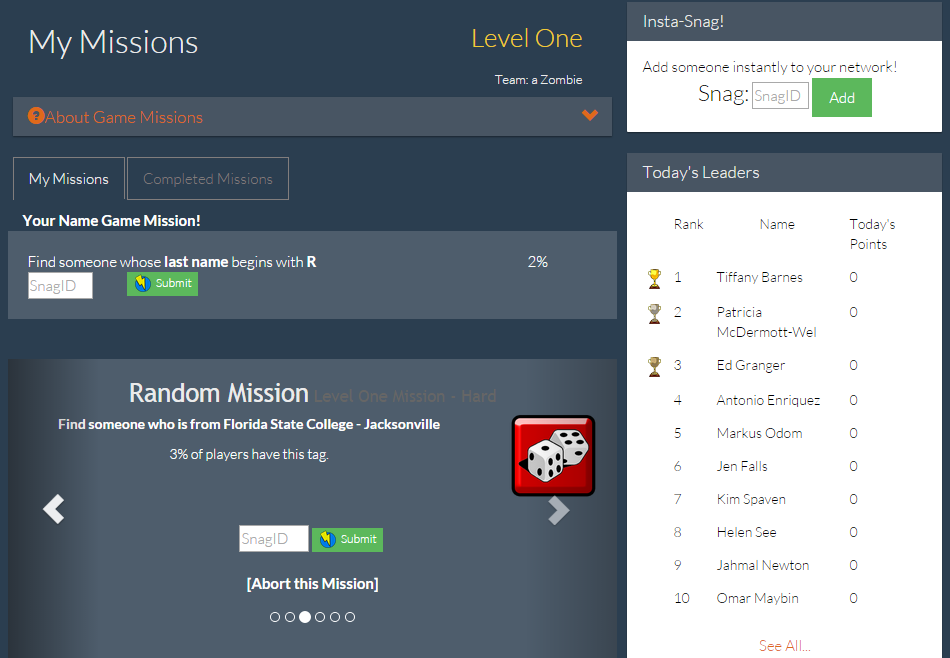 My Missions
Level One
Team: a Zombie
?About Game Missions
My Missions
Completed Missions
Your Name Game Mission!
Find someone whose last name begins with R
2%
SnagID
Submit
Random Mission Level One Mission - Hard
Find someone who is from Florida State College - Jacksonville
3% of players have this tag.
SnagID
Submit
[Abort this Mission]
Insta-Snag!
Add someone instantly to your network!
Snag: SnagID Add
Today's Leaders
Rank Name Today's
Points
1 Tiffany Barnes 0
2 Patricia 0
McDermott-Wel
3 Ed Granger 0
4 Antonio Enriquez 0
5 Markus Odom 0
6 Jen Falls 0
7 Kim Spaven 0
8 Helen See 0
9 Jahmal Newton 0
10 Omar Maybin 0
See All...